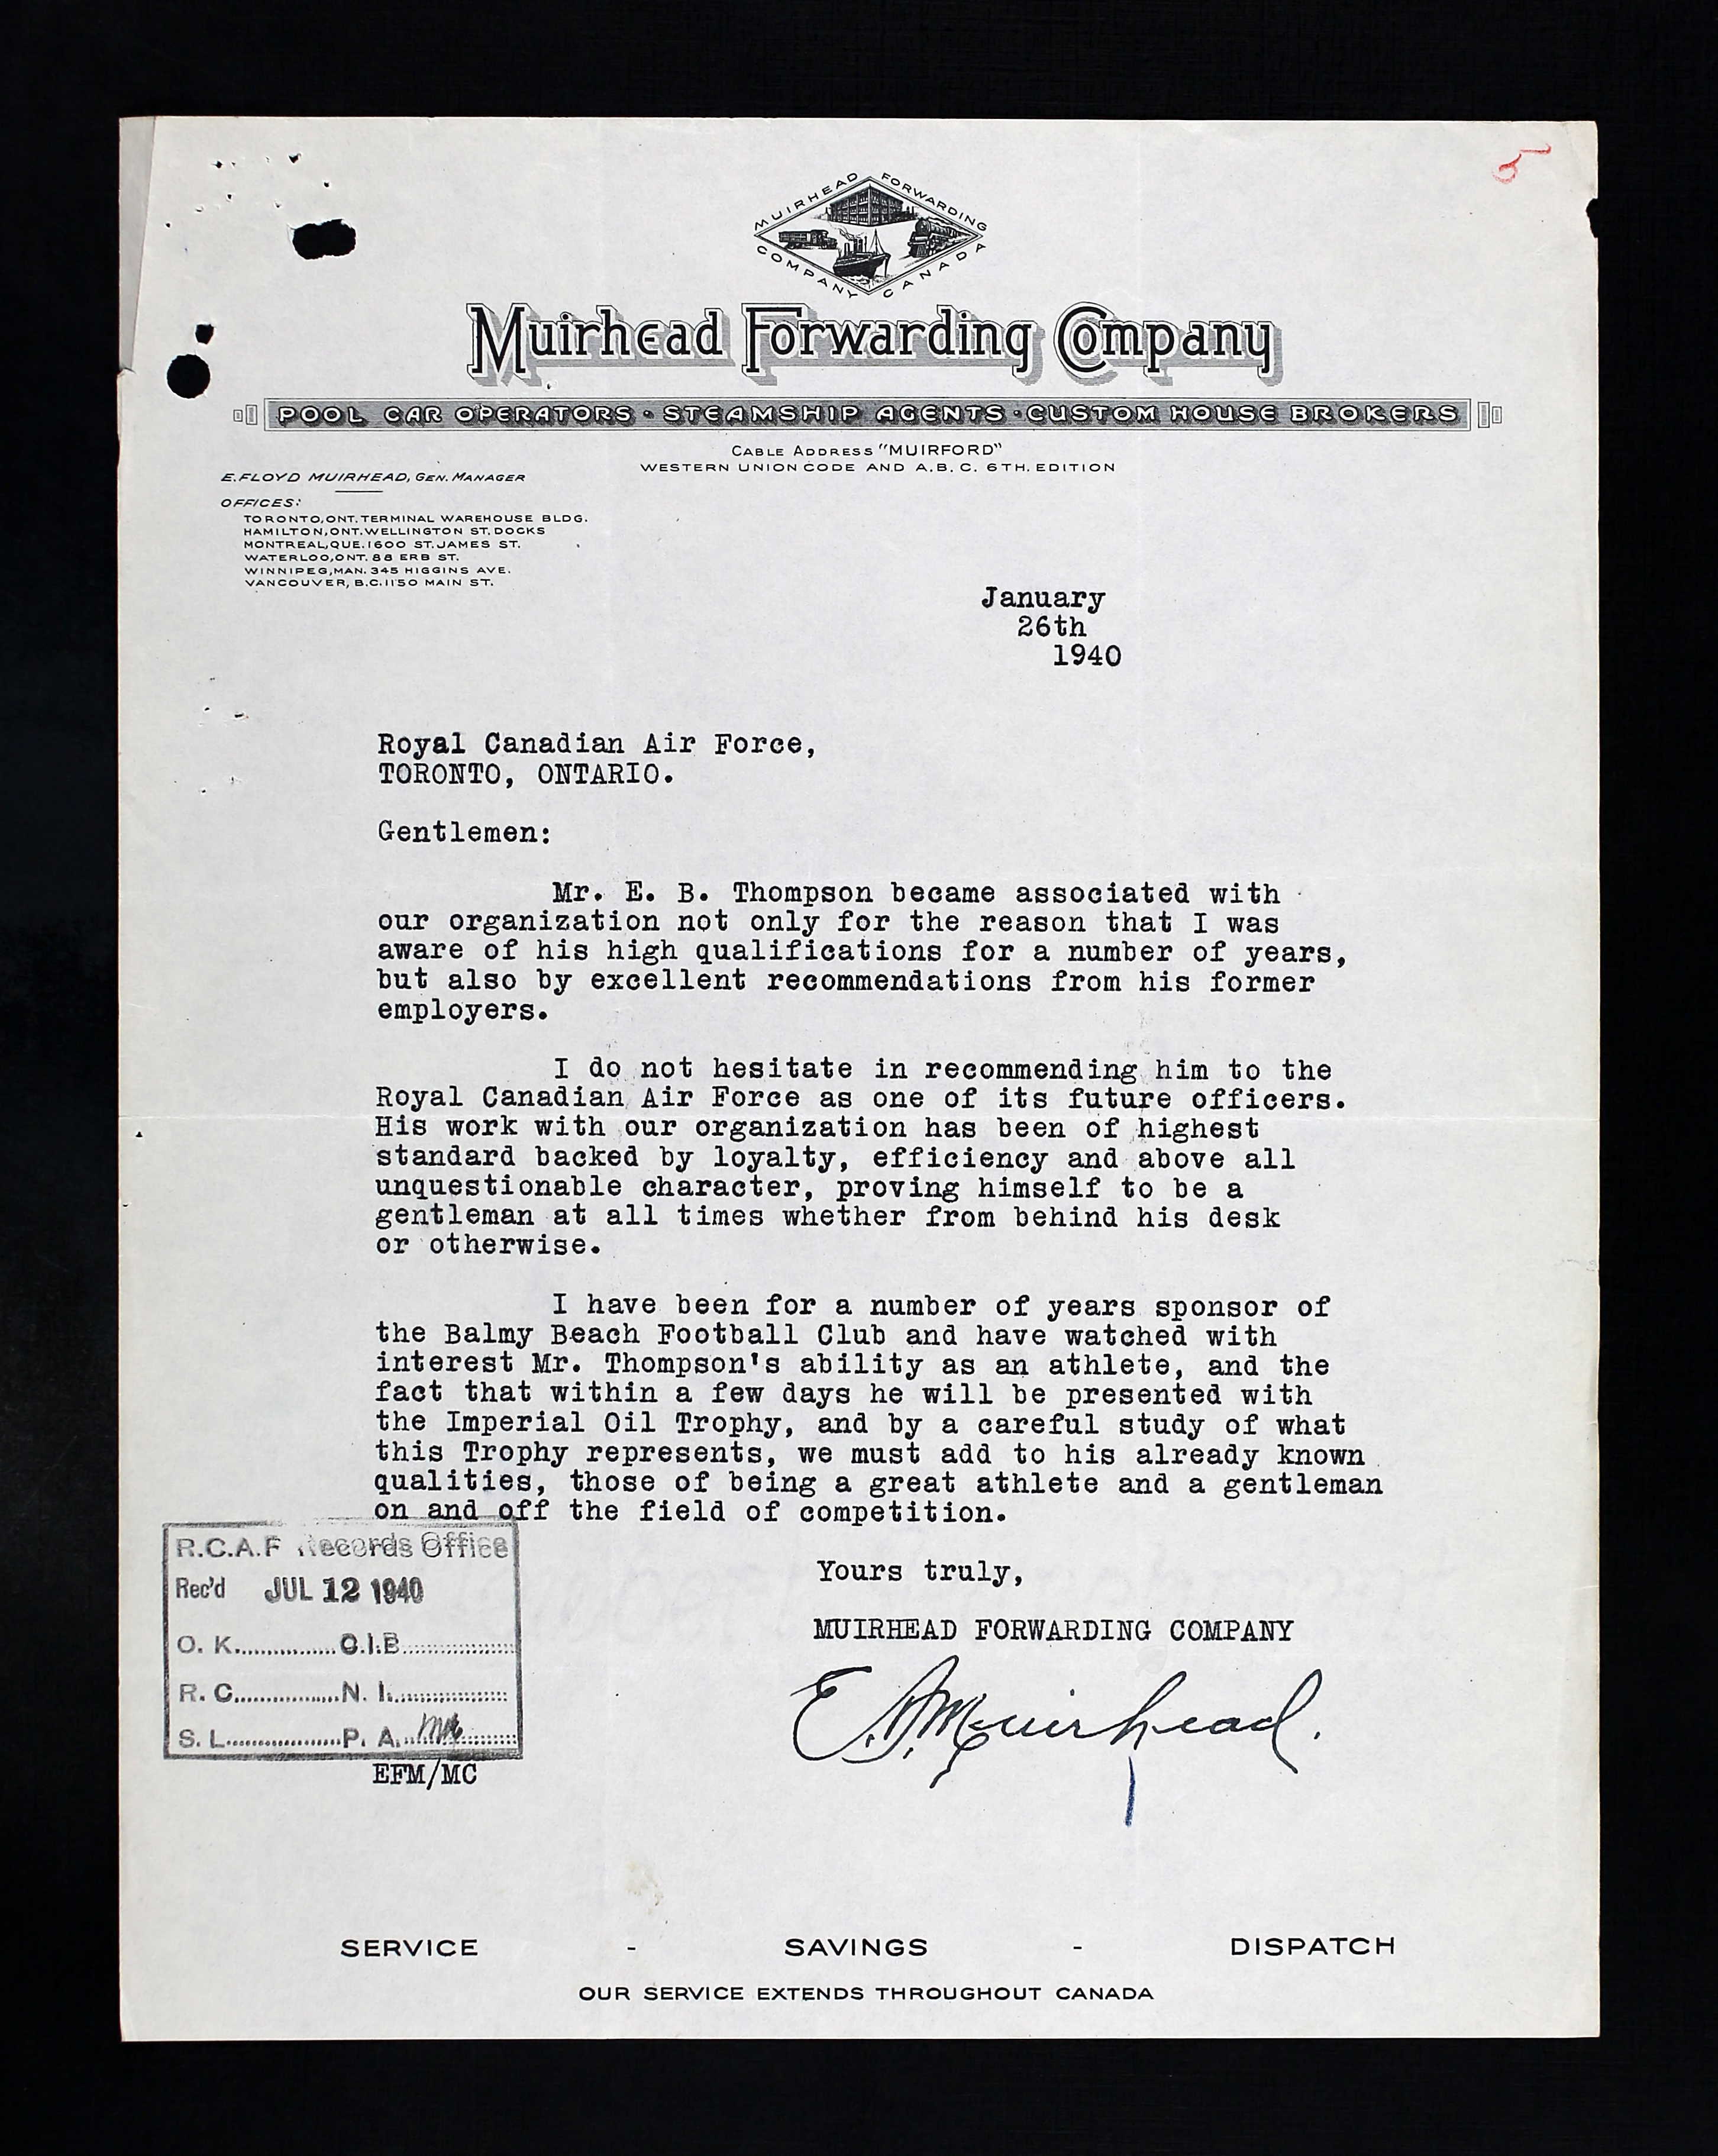 5
MUIRHEAD FORWARDING
COMPANY CANADA
Muirhead Forwarding Company
POOL CAR OPERATORS · STEAMSHIP AGENTS · CUSTOM HOUSE BROKERS
CABLE ADDRESS "MUIRFORD"
WESTERN UNION CODE AND A.B.C. 6TH. EDITION
E. FLOYD MUIRHEAD, GEN. MANAGER
OFFICES:
TORONTO, ONT. TERMINAL WAREHOUSE BLDG.
HAMILTON, ONT. WELLINGTON ST. DOCKS
MONTREAL, QUE. 1600 ST. JAMES ST.
WATERLOO, ONT. 88 ERB ST.
WINNIPEG, MAN. 345 HIGGINS AVE.
VANCOUVER, B.C. 1150 MAIN ST.
January
26th
1940
Royal Canadian Air Force,
TORONTO, ONTARIO.
Gentlemen:
Mr. E. B. Thompson became associated with
our organization not only for the reason that I was
aware of his high qualifications for a number of years,
but also by excellent recommendations from his former
employers.
I do not hesitate in recommending him to the
Royal Canadian Air Force as one of its future officers.
His work with our organization has been of highest
standard backed by loyalty, efficiency and above all
unquestionable character, proving himself to be a
gentleman at all times whether from behind his desk
or otherwise.
I have been for a number of years sponsor of
the Balmy Beach Football Club and have watched with
interest Mr. Thompson's ability as an athlete, and the
fact that within a few days he will be presented with
the Imperial Oil Trophy, and by a careful study of what
this Trophy represents, we must add to his already known
qualities, those of being a great athlete and a gentleman
on and off the field of competition.
Yours truly,
MUIRHEAD FORWARDING COMPANY
E. F. Muirhead.
R.C.A.F Records Office
Rec'd JUL 12 1940
O. K...............C.I.B...............
R. C...............N. I...............
S. L...............P. A...............
EFM/MC
SERVICE - SAVINGS - DISPATCH
OUR SERVICE EXTENDS THROUGHOUT CANADA